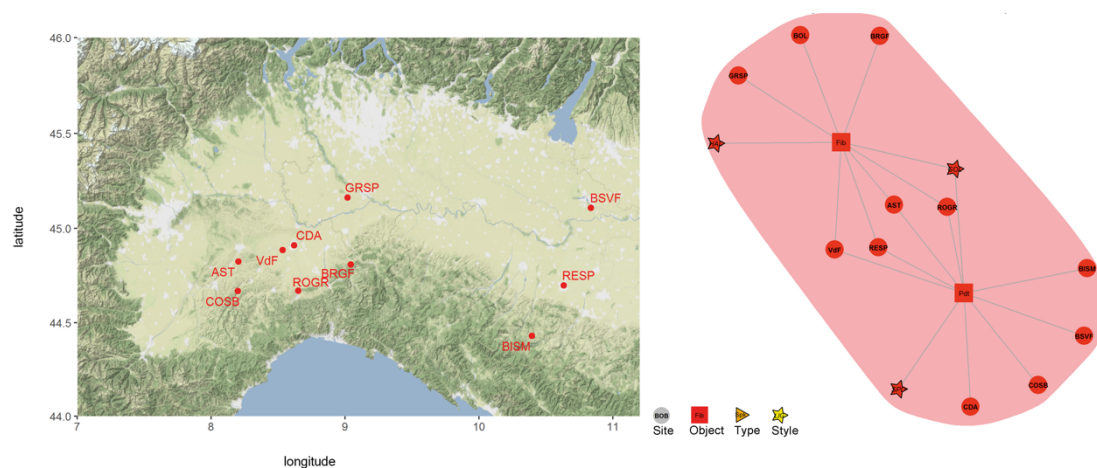 46.0
45.5
45.0
44.5
44.0
latitude
7
8
9
10
11
longitude
GRSP
BSVF
CDA
VdF
AST
BRGF
COSB
ROGR
RESP
BISM
BOL
BRGF
GRSP
Fib
AST
ROGR
VdF
RESP
BISM
Pdt
BSVF
COSB
CDA
BOB
Fis
Site
Object
Type
Style